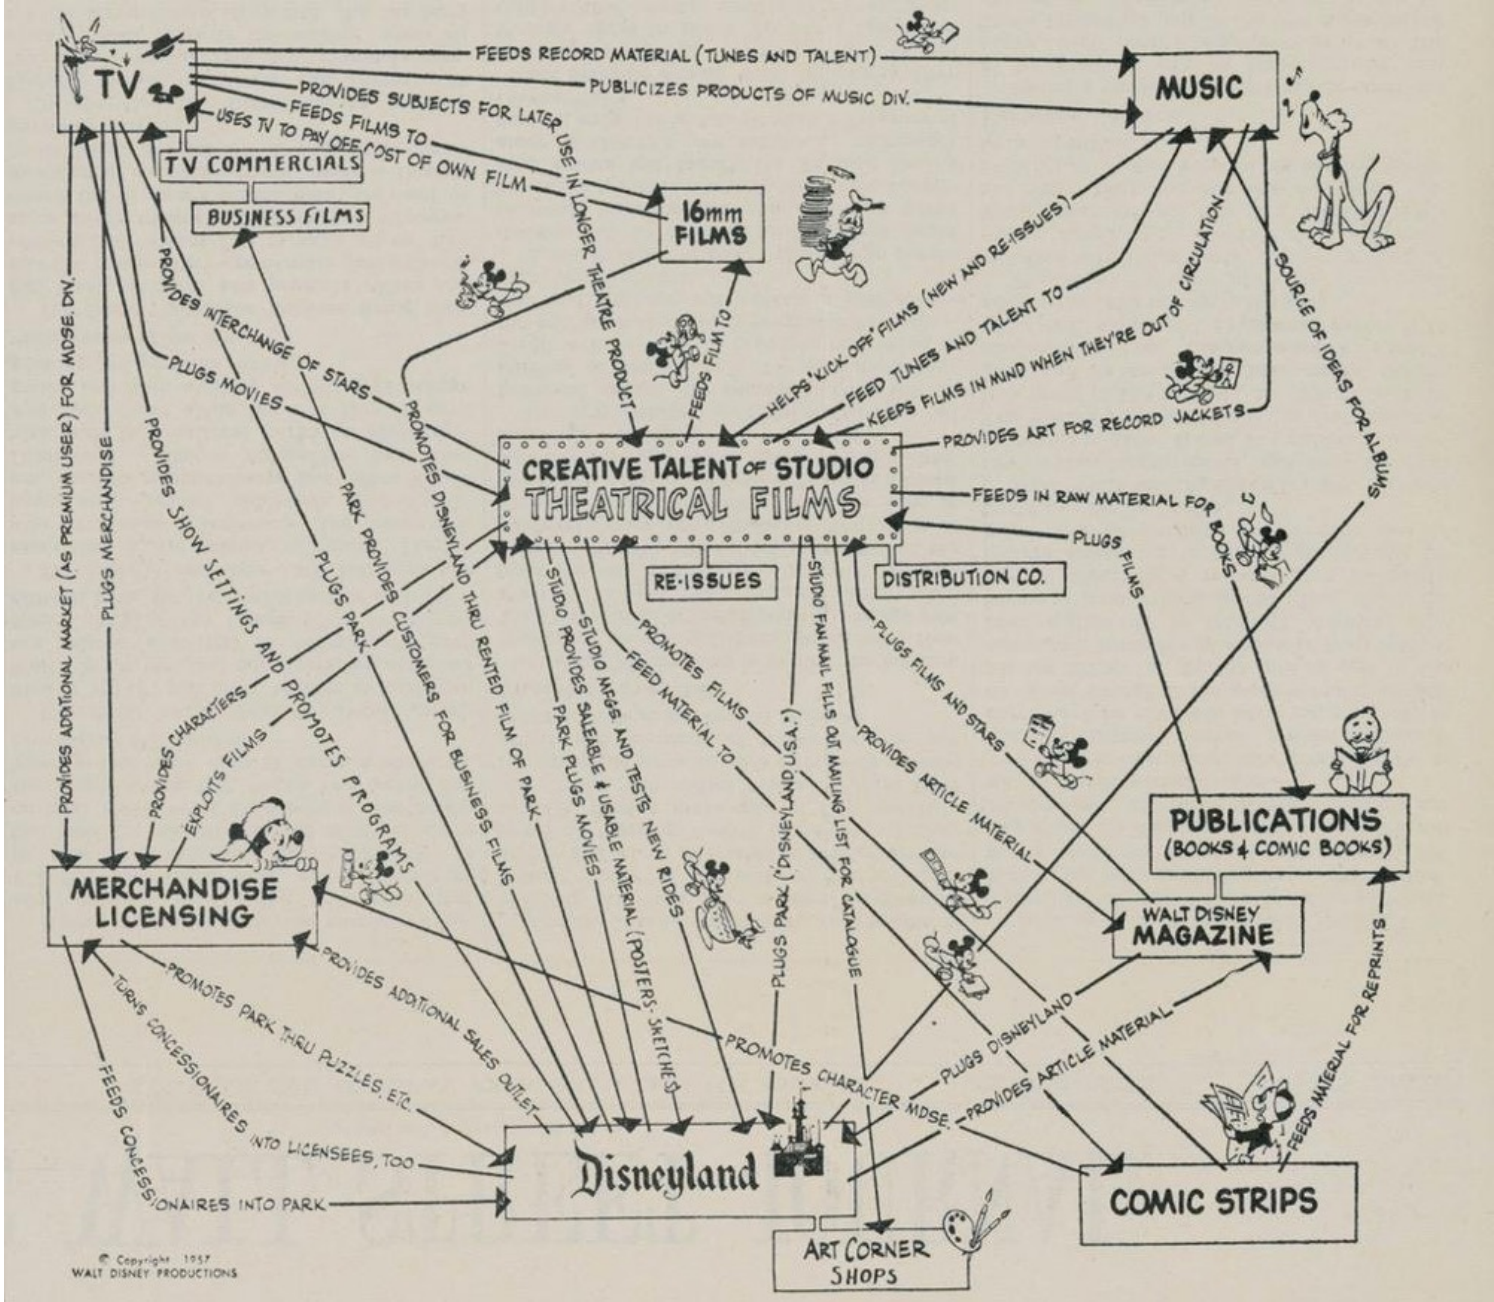 FEEDS RECORD MATERIAL (TUNES AND TALENT)
TV
PUBLICIZES PRODUCTS OF MUSIC DIV.
MUSIC
PROVIDES SUBJECTS FOR LATER USE IN LONGER THEATRE PRODUCT
FEEDS FILMS TO
USES TV TO PAY OFF COST OF OWN FILM
TV COMMERCIALS
BUSINESS FILMS
16mm
FILMS
PROVIDES INTERCHANGE OF STARS
PLUGS MOVIES
FEEDS FILM TO
HELPS "KICK OFF" FILMS (NEW AND RE-ISSUES)
FEED TUNES AND TALENT TO
KEEPS FILMS IN MIND WHEN THEY'RE OUT OF CIRCULATION
PROVIDES ART FOR RECORD JACKETS
SOURCE OF IDEAS FOR ALBUMS
PROVIDES ADDITIONAL MARKET (AS PREMIUM USER) FOR MDSE. DIV.
PLUGS MERCHANDISE
PROVIDES SHOW SETTINGS AND PROMOTES PROGRAMS
PLUGS PARK
PARK PROVIDES CUSTOMERS FOR BUSINESS FILMS
PROMOTES DISNEYLAND THRU RENTED FILM OF PARK
CREATIVE TALENT OF STUDIO
THEATRICAL FILMS
FEEDS IN RAW MATERIAL FOR BOOKS
PLUGS FILMS
RE-ISSUES
DISTRIBUTION CO.
PROVIDES CHARACTERS
EXPLOITS FILMS
PARK PLUGS MOVIES
STUDIO PROVIDES SALEABLE & USABLE MATERIAL (POSTERS-SKETCHES)
STUDIO MFGS. AND TESTS NEW RIDES
FEED MATERIAL TO
PROMOTES FILMS
PLUGS PARK ("DISNEYLAND U.S.A.")
STUDIO FAN MAIL FILLS OUT MAILING LIST FOR CATALOGUE
PROVIDES ARTICLE MATERIAL
PLUGS FILMS AND STARS
PUBLICATIONS
(BOOKS & COMIC BOOKS)
WALT DISNEY
MAGAZINE
MERCHANDISE
LICENSING
PROMOTES PARK THRU PUZZLES, ETC.
TURNS CONCESSIONAIRES INTO LICENSEES, TOO
FEEDS CONCESSIONAIRES INTO PARK
PROVIDES ADDITIONAL SALES OUTLET
PROMOTES CHARACTER MDSE.
PLUGS DISNEYLAND
PROVIDES ARTICLE MATERIAL
FEEDS MATERIAL FOR REPRINTS
Disneyland
COMIC STRIPS
ART CORNER
SHOPS
© Copyright 1957
WALT DISNEY PRODUCTIONS